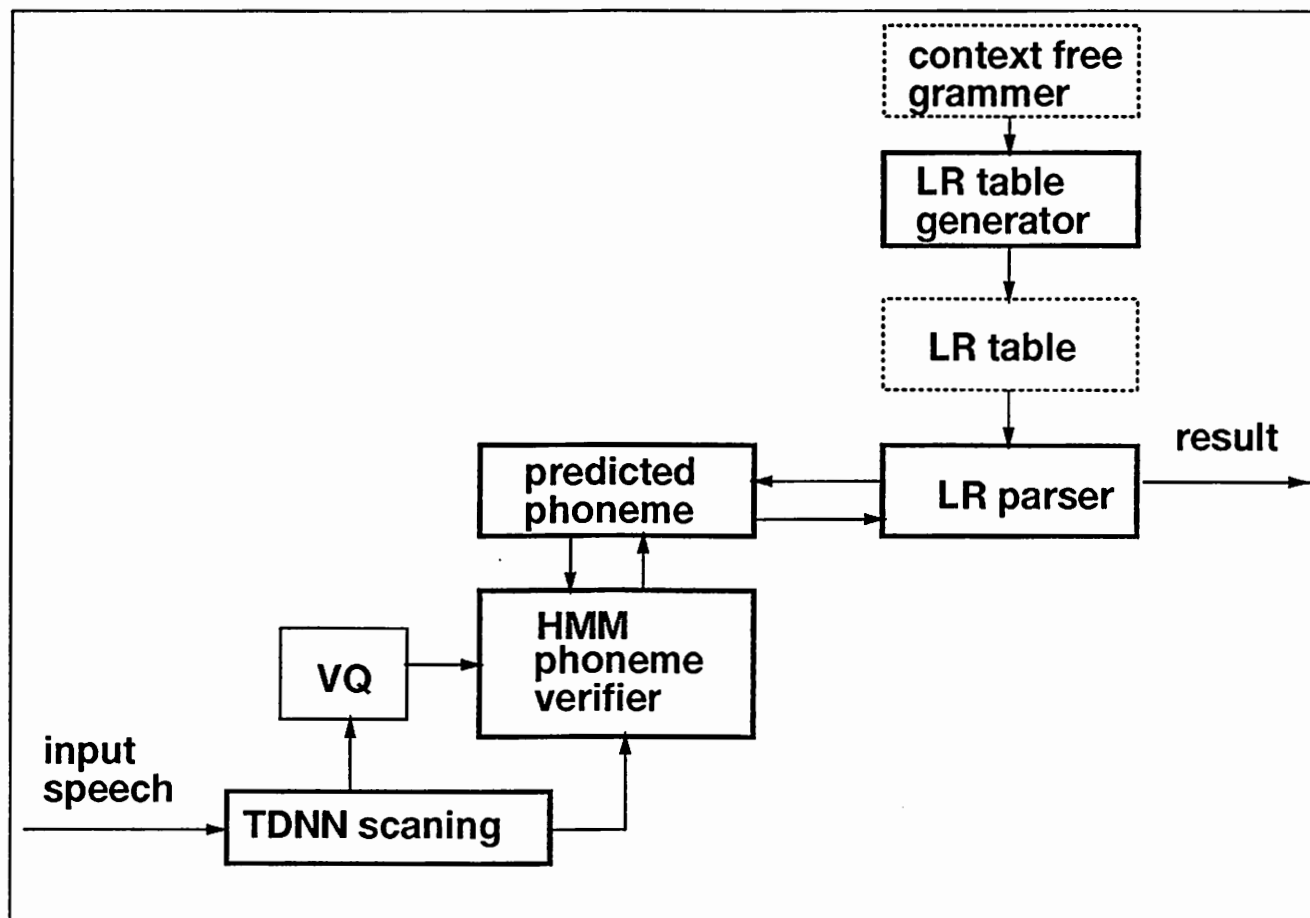 context free
grammer
LR table
generator
LR table
result
predicted
phoneme
LR parser
HMM
phoneme
verifier
VQ
input
speech
TDNN scaning